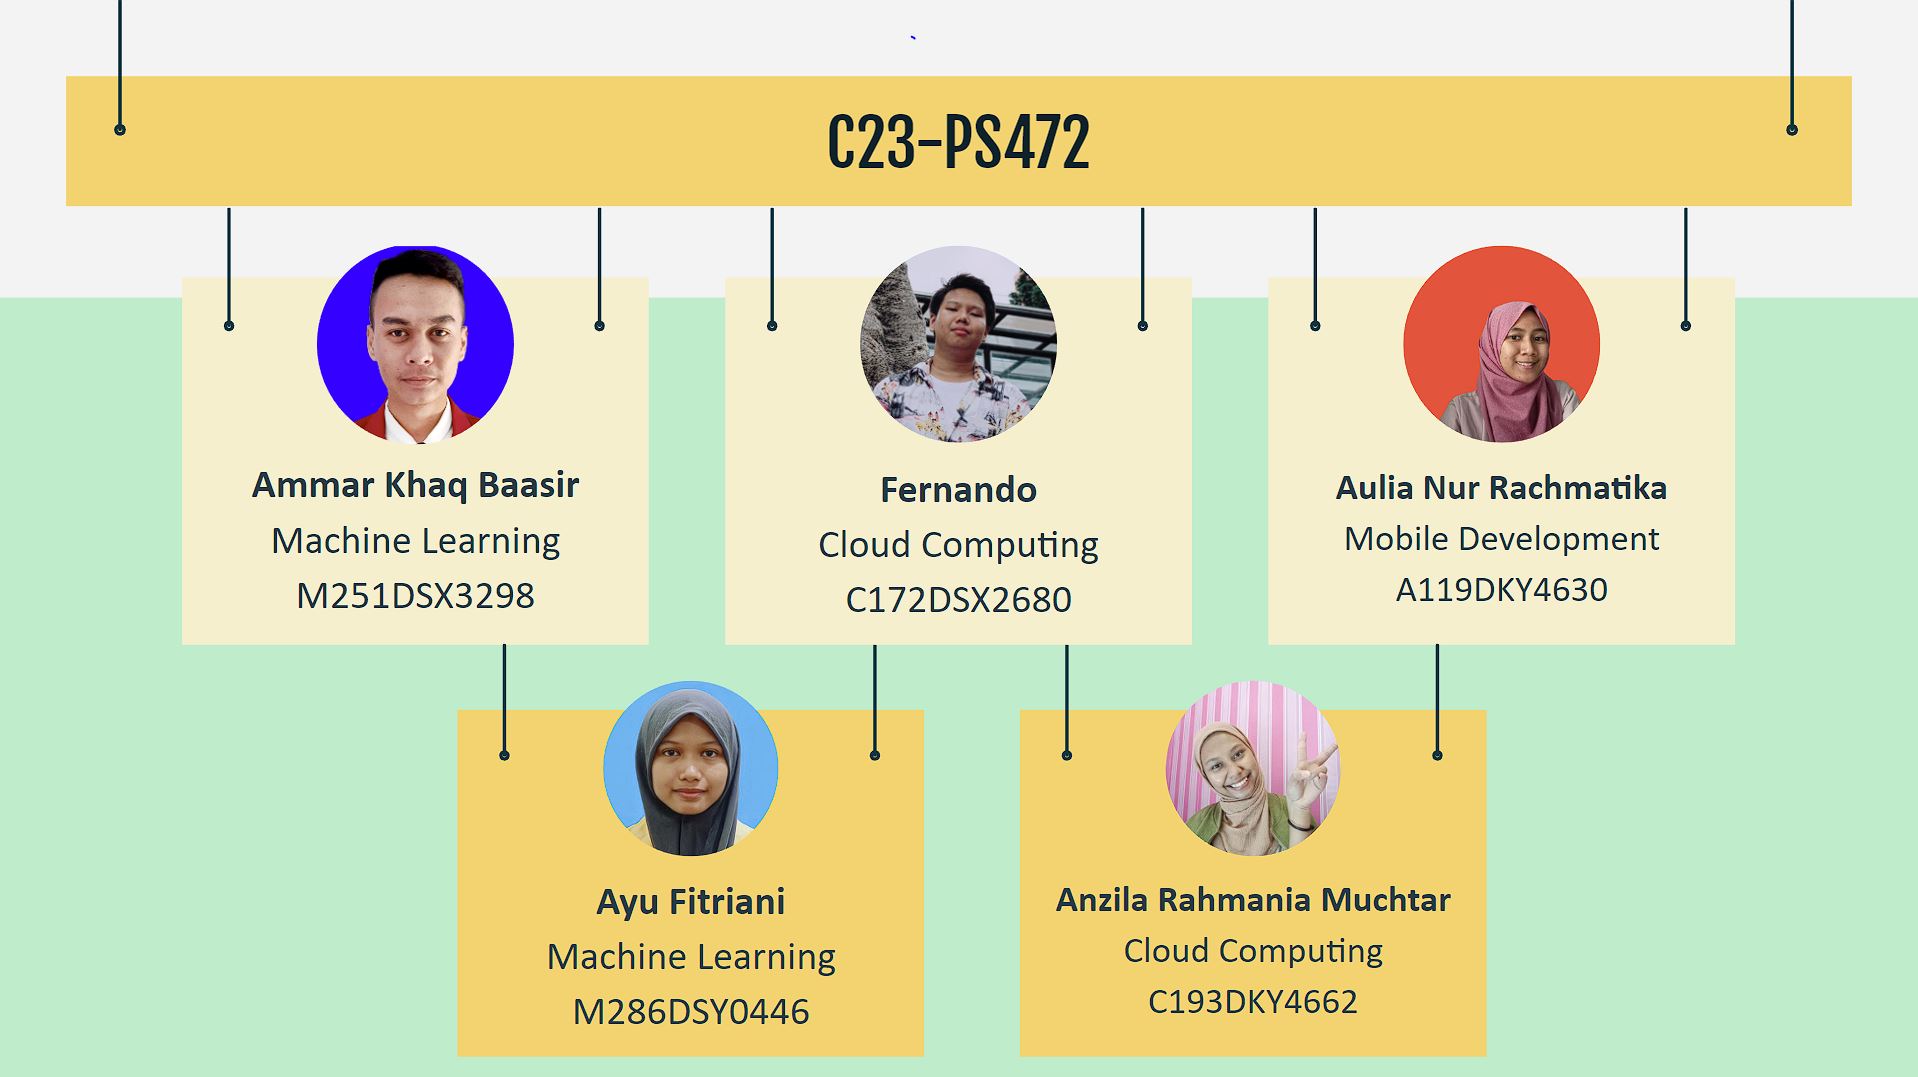 C23-PS472
Ammar Khaq Baasir
Machine Learning
M251DSX3298
Fernando
Cloud Computing
C172DSX2680
Aulia Nur Rachmatika
Mobile Development
A119DKY4630
Ayu Fitriani
Machine Learning
M286DSY0446
Anzila Rahmania Muchtar
Cloud Computing
C193DKY4662